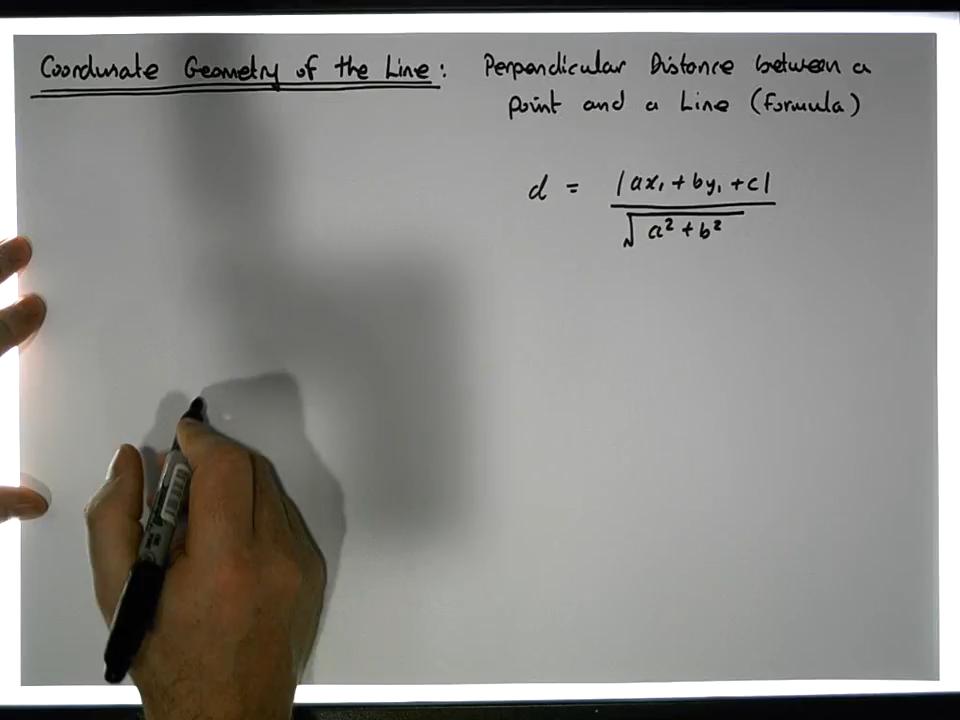 Coordinate Geometry of the Line: Perpendicular Distance between a
point and a Line (formula)
d = |ax₁ + by₁ + c|
√a² + b²